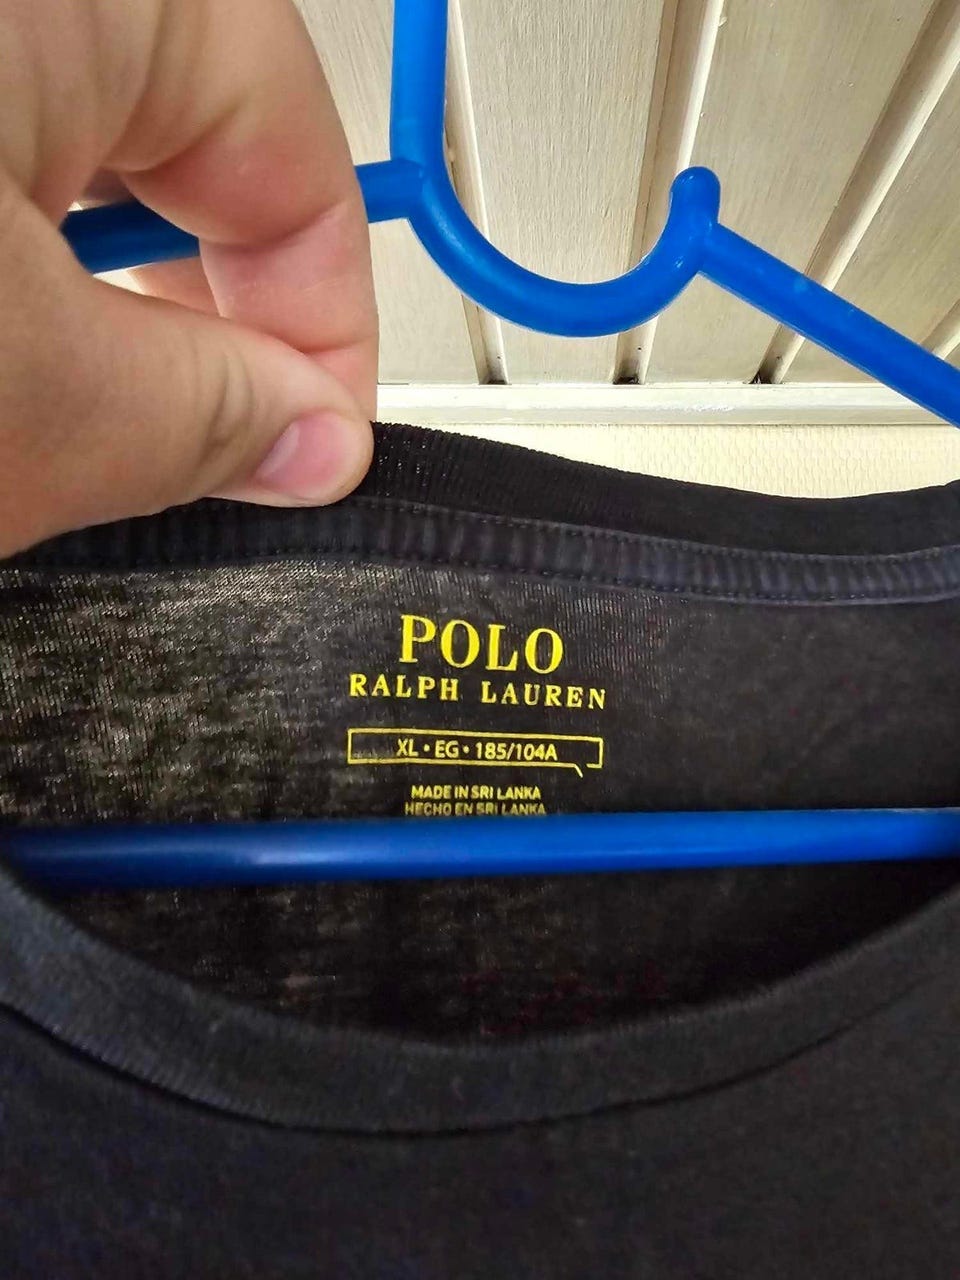 POLO
RALPH LAUREN
XL • EG • 185/104A
MADE IN SRI LANKA
HECHO EN SRI LANKA